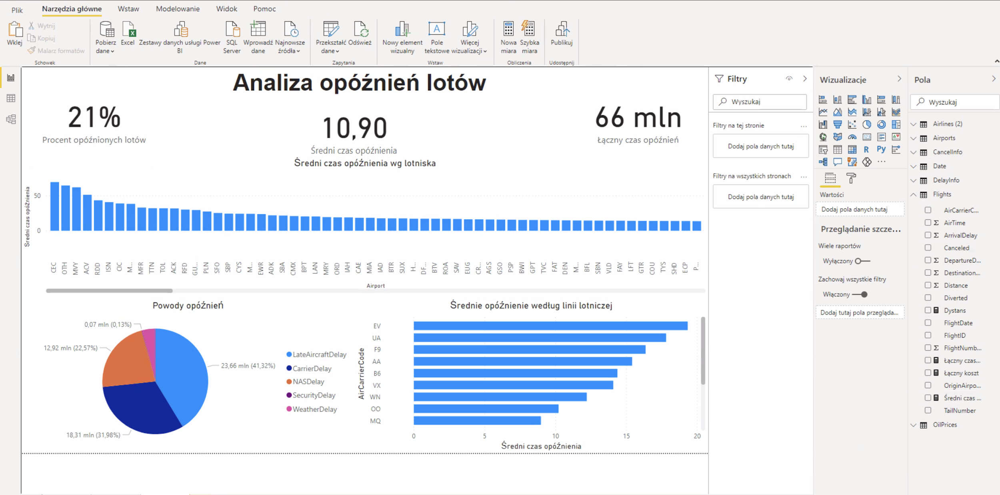 Plik
Narzędzia główne
Wstaw
Modelowanie
Widok
Pomoc
Wklej
Wytnij
Kopiuj
Malarz formatów
Schowek
Pobierz
dane
Excel
Zestawy danych usługi Power
BI
SQL
Server
Wprowadź
dane
Najnowsze
źródła
Dane
Przekształć
dane
Odśwież
Zapytania
Nowy element
wizualny
Pole
tekstowe
Więcej
wizualizacji
Wstaw
Nowa
miara
Szybka
miara
Obliczenia
Publikuj
Udostępnij
Analiza opóźnień lotów
21%
Procent opóźnionych lotów
10,90
Średni czas opóźnienia
66 mln
Łączny czas opóźnień
Średni czas opóźnienia wg lotniska
Średni czas opóźnienia
50
0
CEC
OTH
MVY
ACV
RDD
ISN
CIC
M...
MFR
TTN
TOL
ACK
RFD
GU...
PLN
SFO
SBP
CYS
M...
EWR
ADK
SBA
CMX
BPT
LAN
MRY
ORD
IAH
CAE
MIA
IAD
BTR
SUX
H...
DF...
BTV
ROA
SAV
EUG
CR...
AGS
GSO
PSP
BWI
GPT
TVC
FAT
DEN
M...
BFL
SBN
VLD
FAY
LFT
GTR
COU
TYS
SHD
ECP
P...
Airport
Powody opóźnień
0,07 mln (0,13%)
12,92 mln (22,57%)
23,66 mln (41,32%)
18,31 mln (31,98%)
LateAircraftDelay
CarrierDelay
NASDelay
SecurityDelay
WeatherDelay
Średnie opóźnienie według linii lotniczej
AirCarrierCode
EV
UA
F9
AA
B6
VX
WN
OO
MQ
0
5
10
15
20
Średni czas opóźnienia
Filtry
Wyszukaj
Filtry na tej stronie
...
Dodaj pola danych tutaj
Filtry na wszystkich stronach
...
Dodaj pola danych tutaj
Wizualizacje
123
R
Py
...
Wartości
Dodaj pola danych tutaj
Przeglądanie szcze...
Wiele raportów
Wyłączony
Zachowaj wszystkie filtry
Włączony
Dodaj tutaj pola przegląda...
Pola
Wyszukaj
Airlines (2)
Airports
CancelInfo
Date
DelayInfo
Flights
AirCarrierC...
Σ AirTime
Σ ArrivalDelay
Canceled
Σ DepartureD...
Σ Destination...
Σ Distance
Diverted
Dystans
FlightDate
FlightID
Σ FlightNumb...
Łączny czas...
Łączny koszt
OriginAirpo...
Średni czas ...
TailNumber
OilPrices